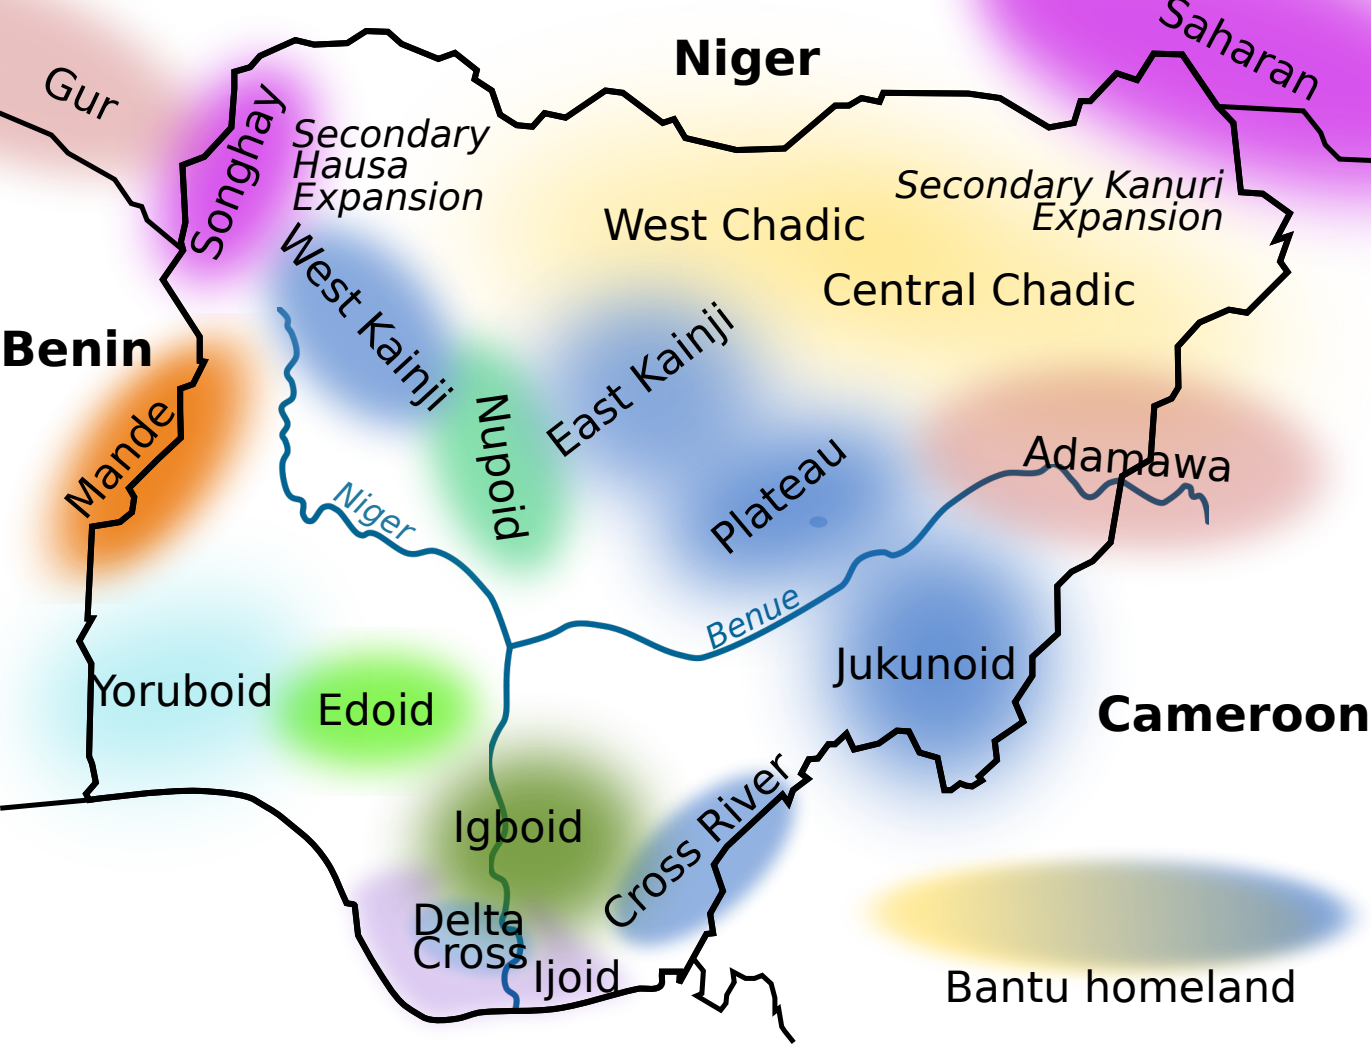 Saharan
Niger
Gur
Songhay
Secondary
Hausa
Expansion
Secondary Kanuri
Expansion
West Chadic
Central Chadic
West Kainji
Benin
East Kainji
Mande
Nupoid
Adamawa
Plateau
Niger
Benue
Jukunoid
Yoruboid
Edoid
Cameroon
Igboid
Cross River
Delta
Cross
Ijoid
Bantu homeland